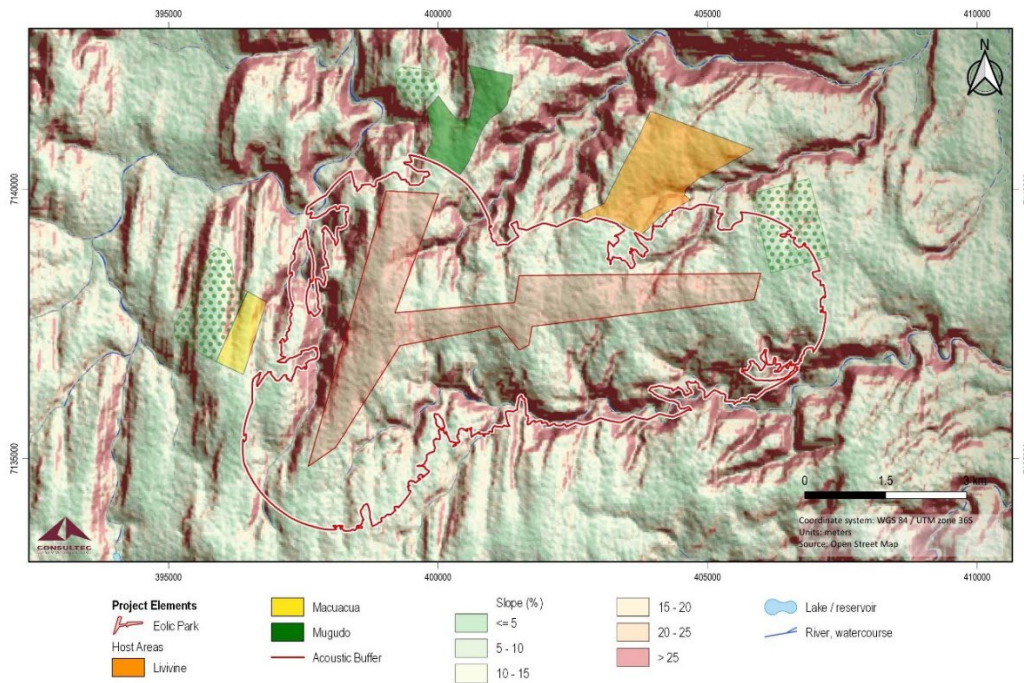 395000 400000 405000 410000
N
7140000
7135000
0 1.5 3 km
Coordinate system: WGS 84 / UTM zone 36S
Units: meters
Source: Open Street Map
CONSULTEC
395000 400000 405000 410000
Project Elements
Eolic Park
Host Areas
Livivine
Macuacua
Mugudo
Acoustic Buffer
Slope (%)
<= 5
5 - 10
10 - 15
15 - 20
20 - 25
> 25
Lake / reservoir
River, watercourse